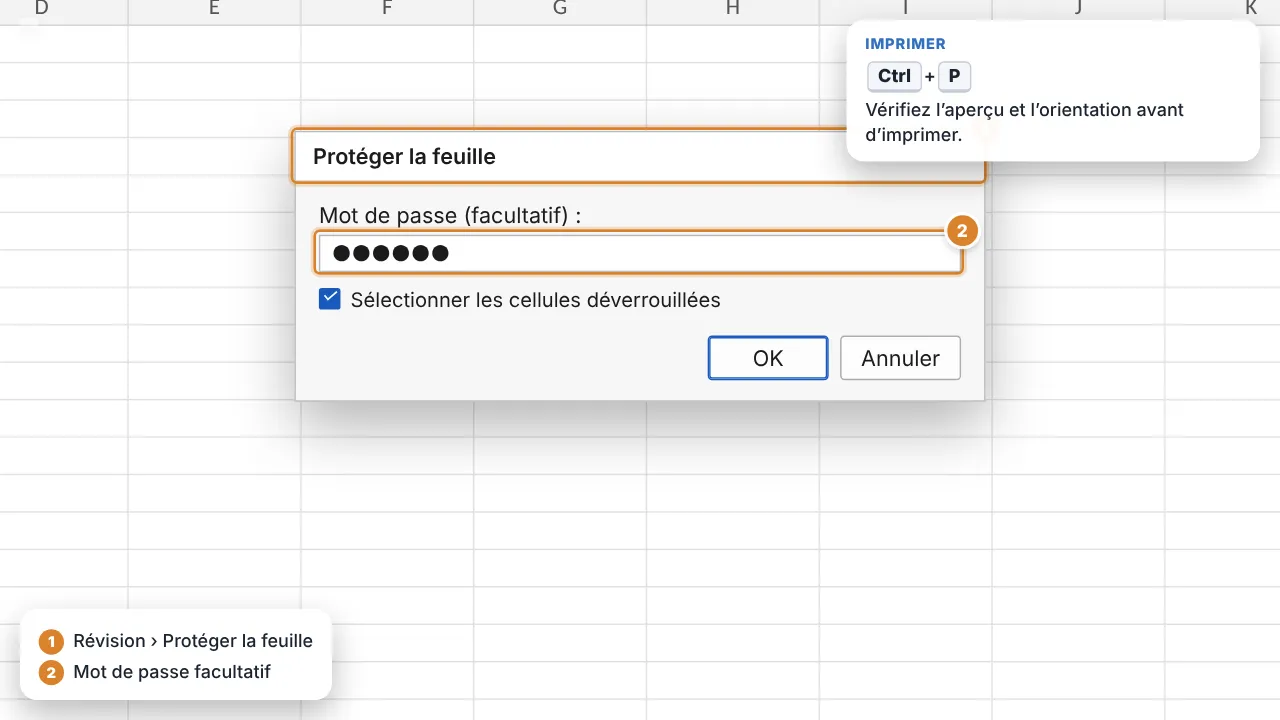 D E F G H I J K
IMPRIMER
Ctrl + P
Vérifiez l’aperçu et l’orientation avant
d’imprimer.
Protéger la feuille
Mot de passe (facultatif) :
●●●●●●
2
Sélectionner les cellules déverrouillées
OK Annuler
1 Révision › Protéger la feuille
2 Mot de passe facultatif